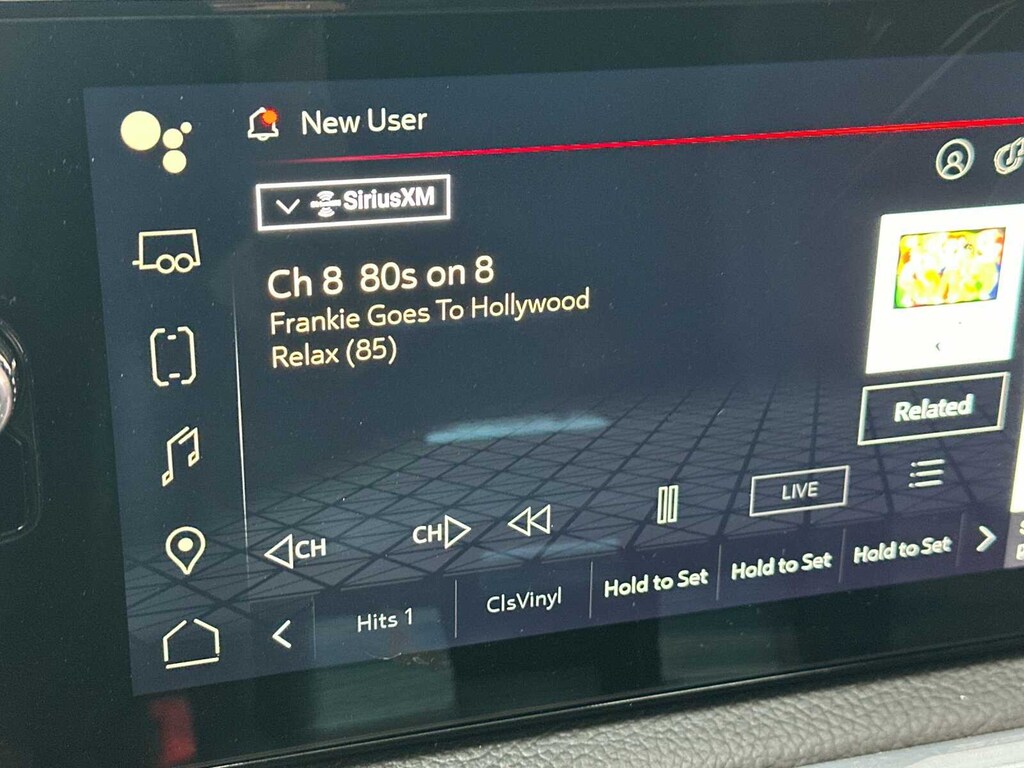 New User
SiriusXM
Ch 8 80s on 8
Frankie Goes To Hollywood
Relax (85)
Related
CH
CH
LIVE
Hits 1
ClsVinyl
Hold to Set
Hold to Set
Hold to Set